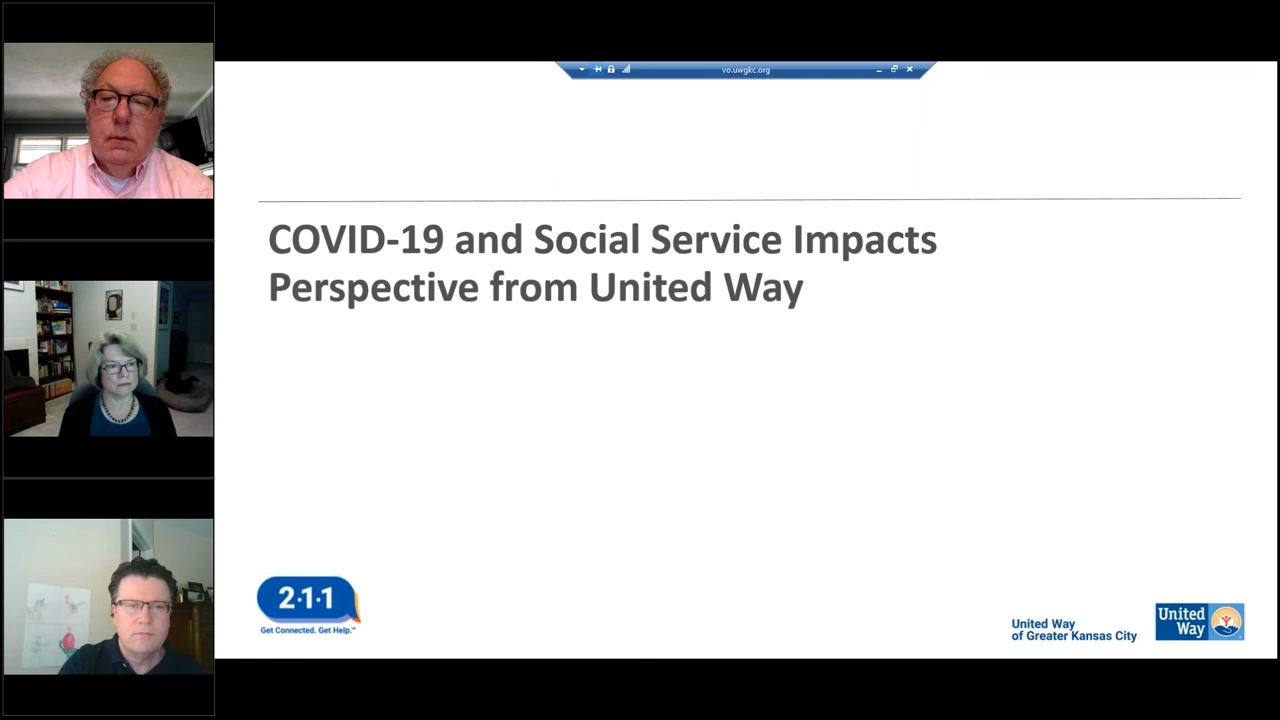 vo.uwgkc.org
COVID-19 and Social Service Impacts
Perspective from United Way
2·1·1
Get Connected. Get Help.™
United Way
of Greater Kansas City
United
Way